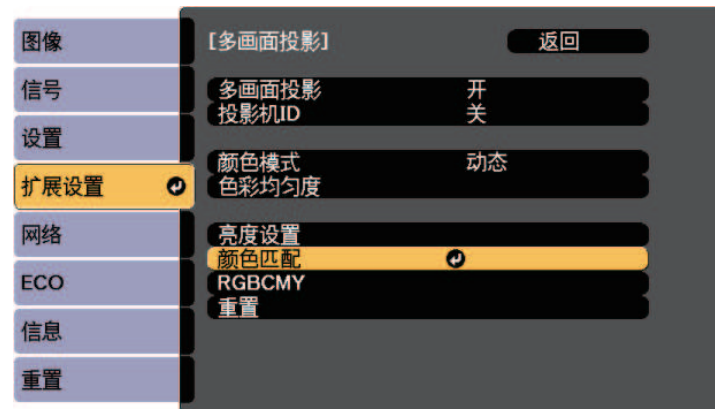 图像
信号
设置
扩展设置
网络
ECO
信息
重置
[多画面投影] 返回
多画面投影 开
投影机ID 关
颜色模式 动态
色彩均匀度
亮度设置
颜色匹配
RGBCMY
重置